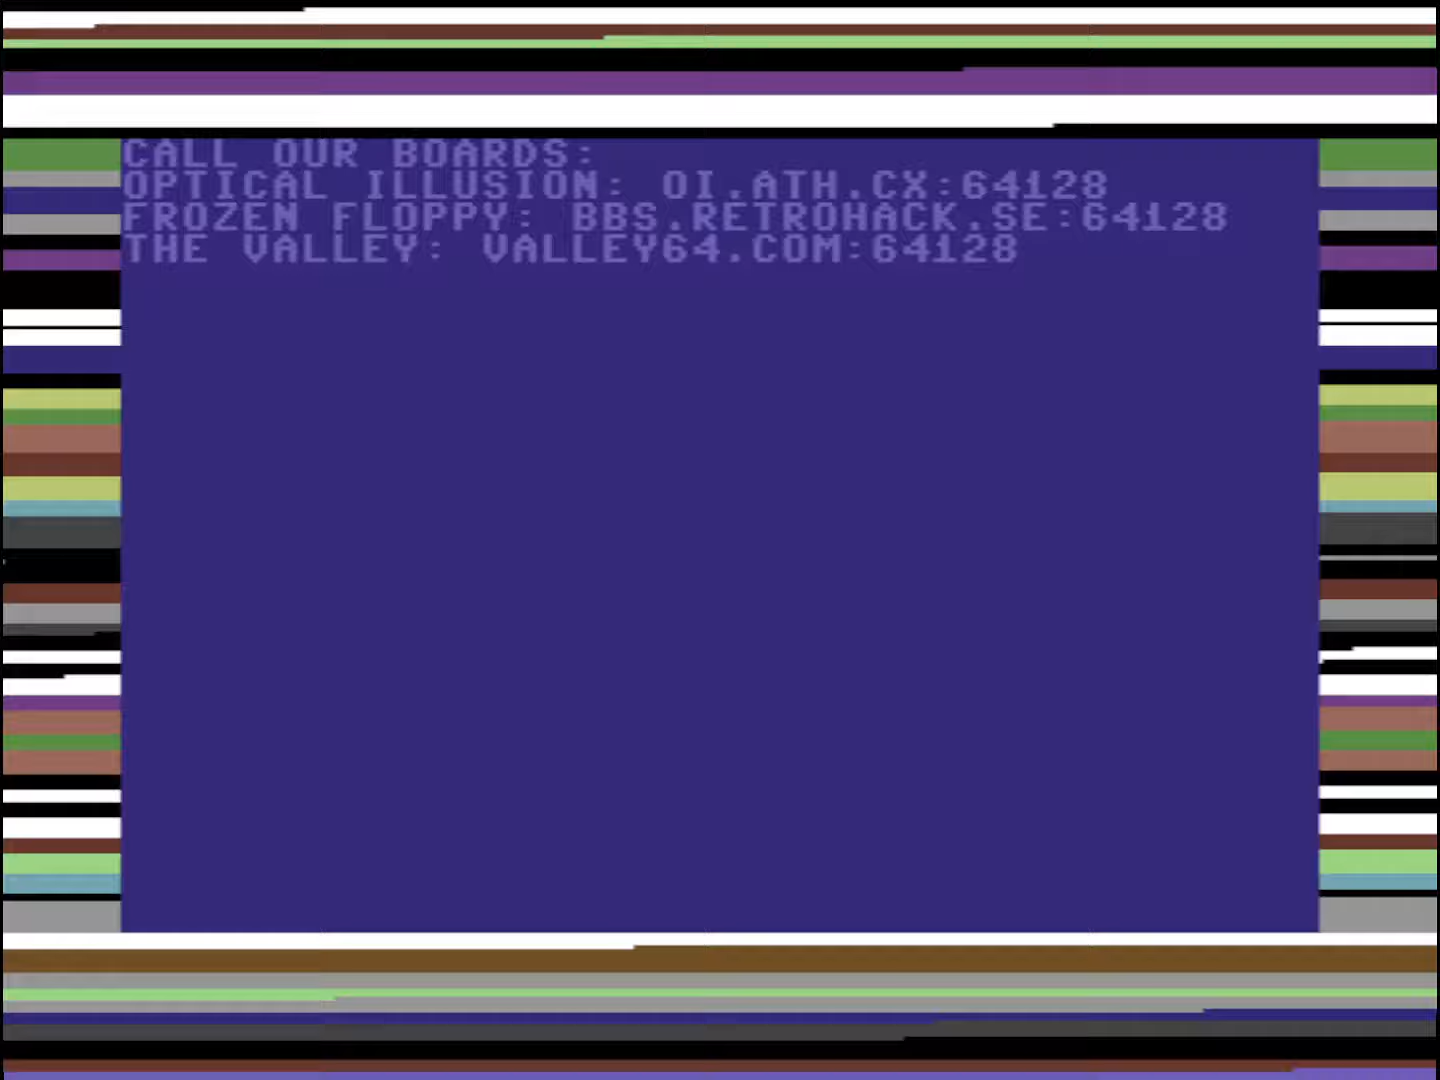 CALL OUR BOARDS:
OPTICAL ILLUSION: OI.ATH.CX:64128
FROZEN FLOPPY: BBS.RETROHACK.SE:64128
THE VALLEY: VALLEY64.COM:64128